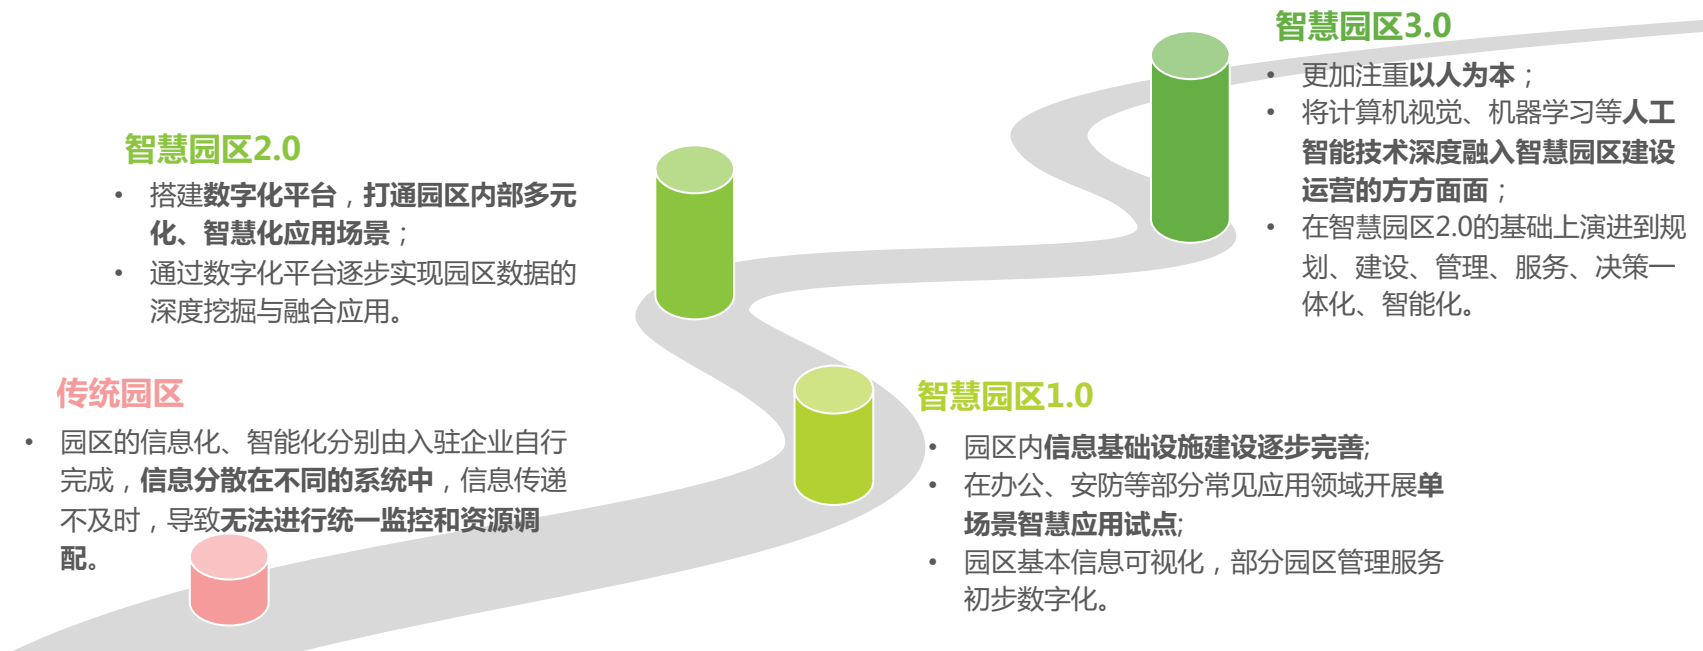 智慧园区3.0
• 更加注重以人为本；
• 将计算机视觉、机器学习等人工
智能技术深度融入智慧园区建设
运营的方方面面；
• 在智慧园区2.0的基础上演进到规
划、建设、管理、服务、决策一
体化、智能化。
智慧园区2.0
• 搭建数字化平台，打通园区内部多元
化、智慧化应用场景；
• 通过数字化平台逐步实现园区数据的
深度挖掘与融合应用。
传统园区
• 园区的信息化、智能化分别由入驻企业自行
完成，信息分散在不同的系统中，信息传递
不及时，导致无法进行统一监控和资源调
配。
智慧园区1.0
• 园区内信息基础设施建设逐步完善;
• 在办公、安防等部分常见应用领域开展单
场景智慧应用试点;
• 园区基本信息可视化，部分园区管理服务
初步数字化。